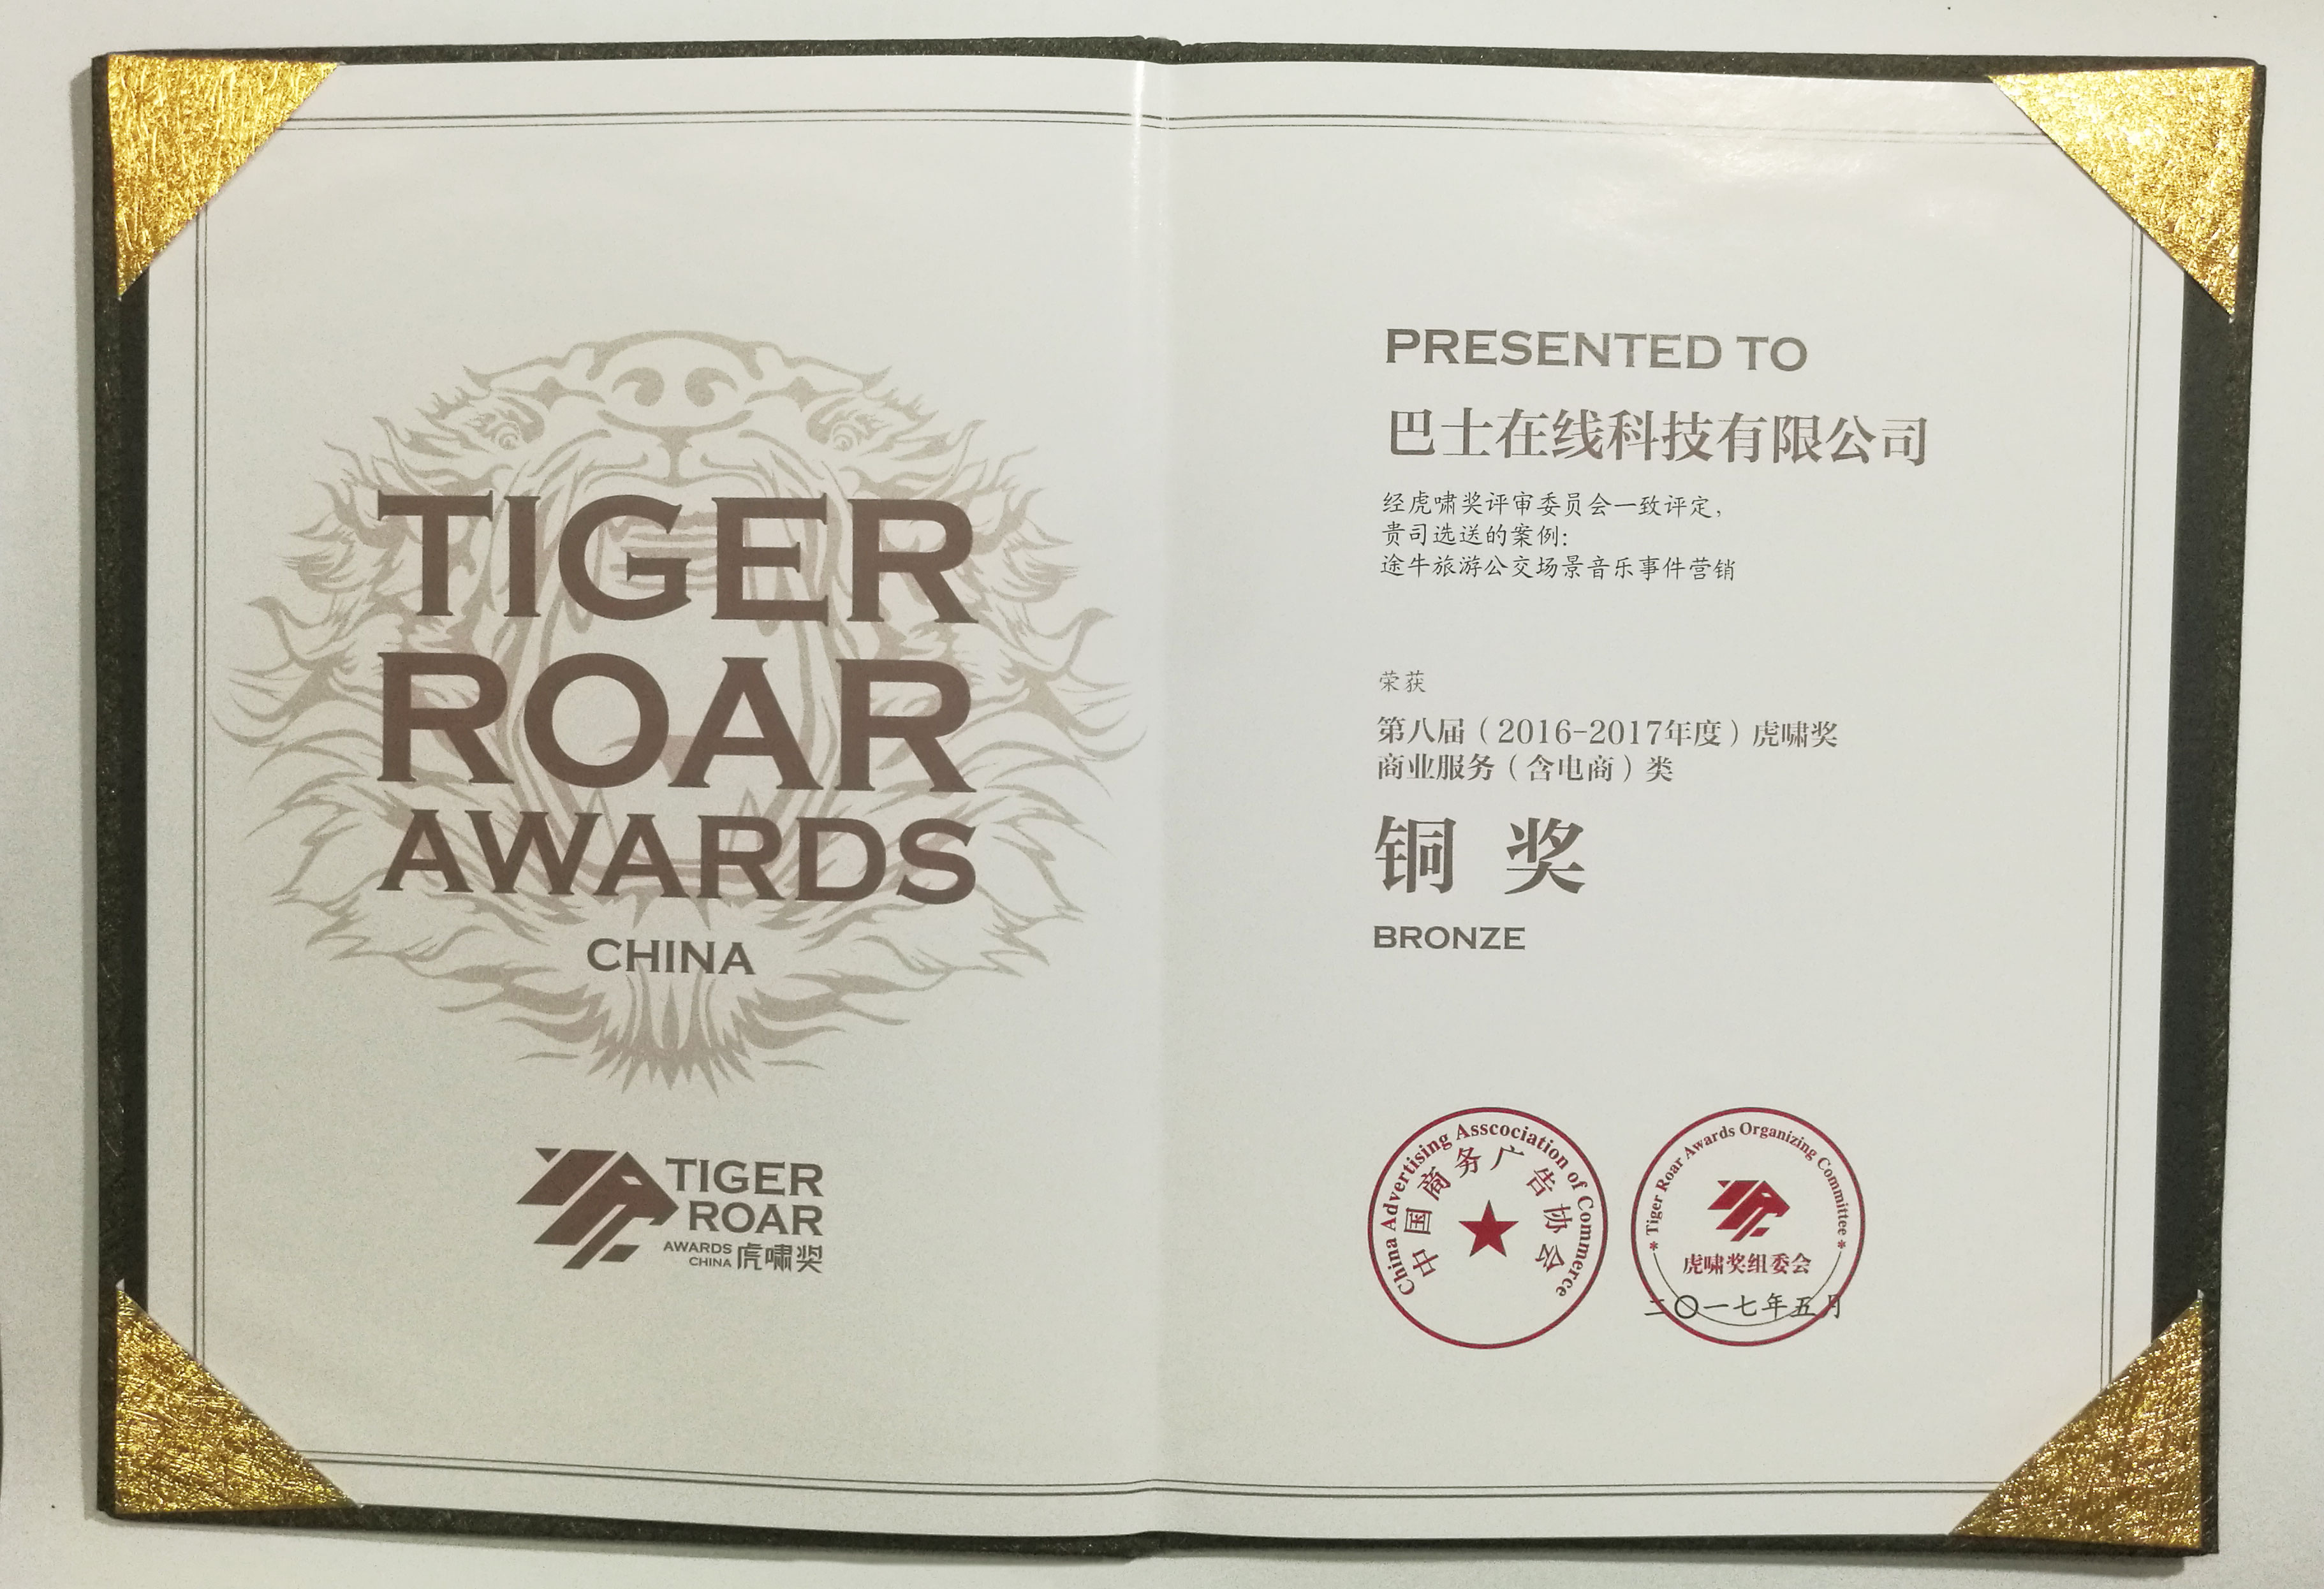 TIGER
ROAR
AWARDS
CHINA
TIGER
ROAR
AWARDS
CHINA
虎啸奖
PRESENTED TO
巴士在线科技有限公司
经虎啸奖评审委员会一致评定，
贵司选送的案例：
途牛旅游公交场景音乐事件营销
荣获
第八届（2016-2017年度）虎啸奖
商业服务（含电商）类
铜 奖
BRONZE
China Advertising Asscociation of Commerce
中国商务广告协会
* Tiger Roar Awards Organizing Committee *
虎啸奖组委会
二〇一七年五月